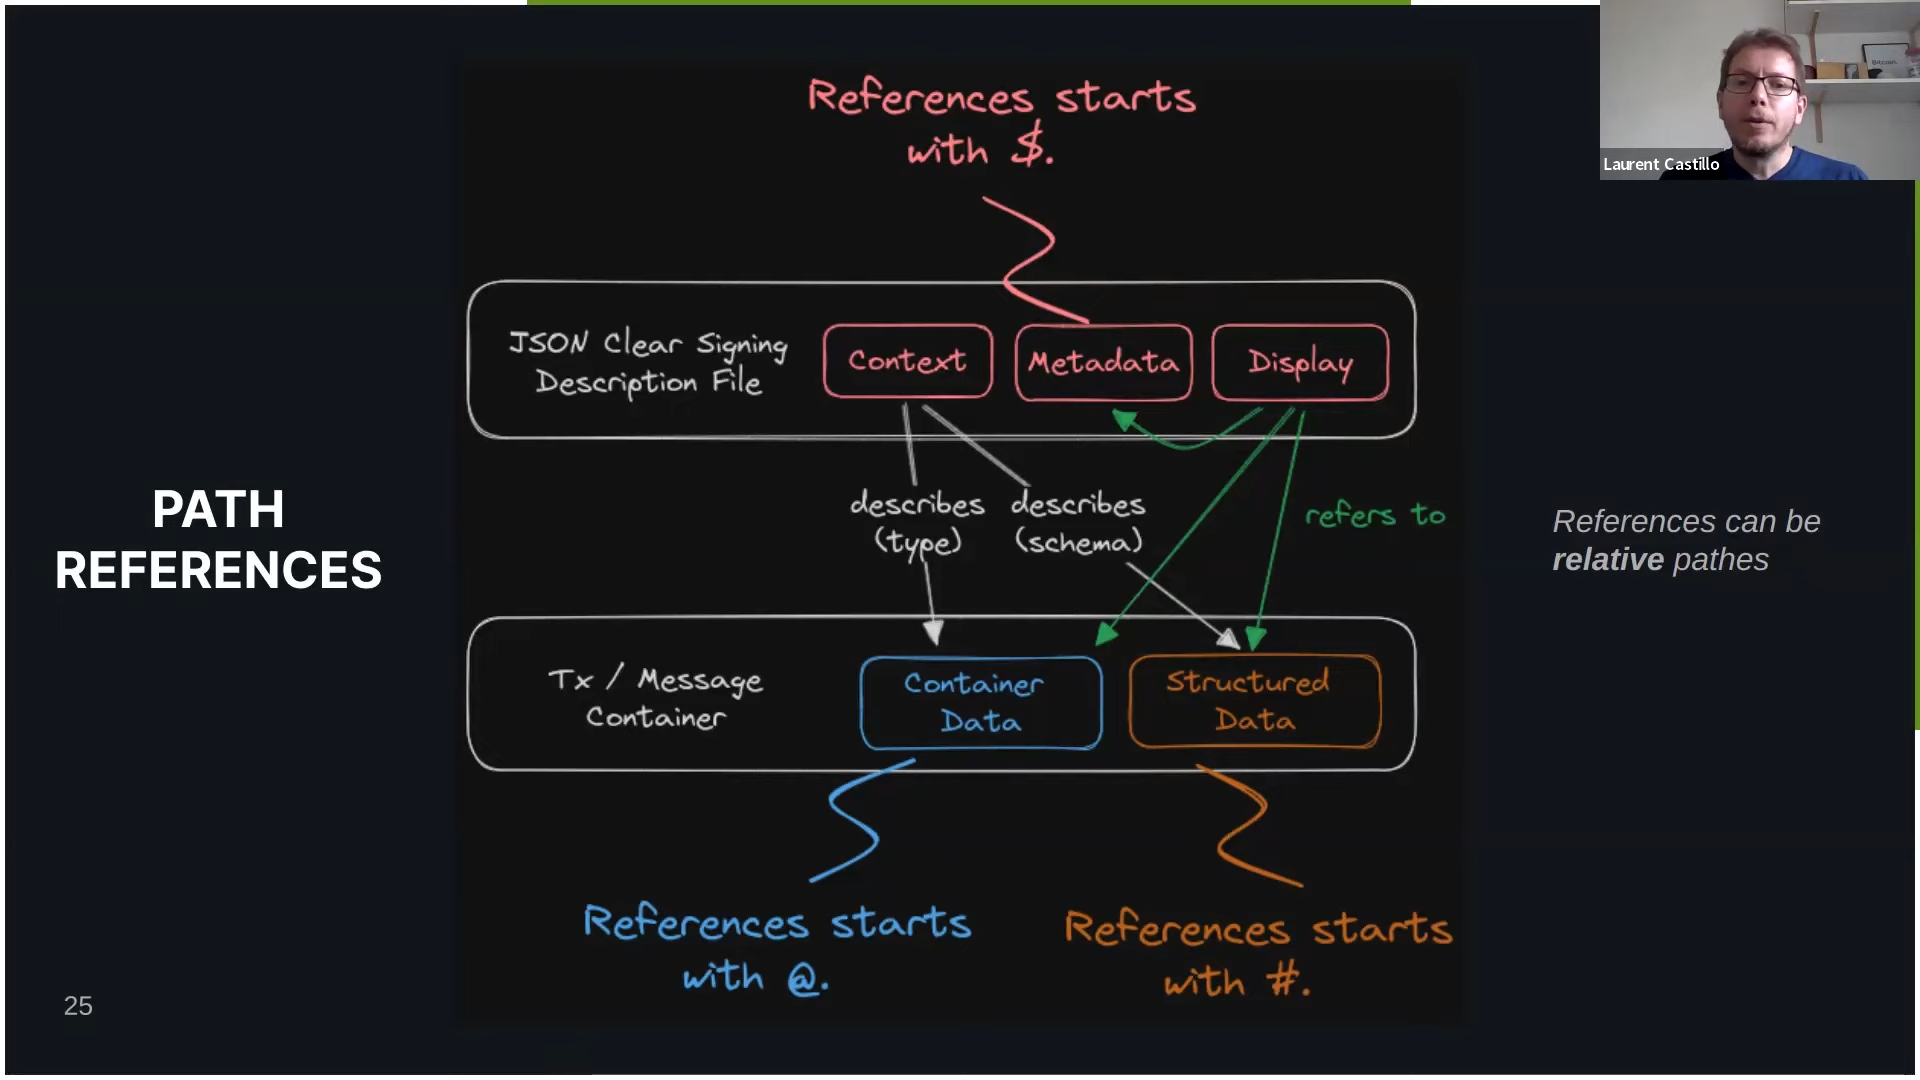 References starts
with $.
Bitcoin
Laurent Castillo
JSON Clear Signing
Description File
Context
Metadata
Display
PATH
REFERENCES
describes
(type)
describes
(schema)
refers to
References can be
relative pathes
Tx / Message
Container
Container
Data
Structured
Data
References starts
with @.
References starts
with #.
25